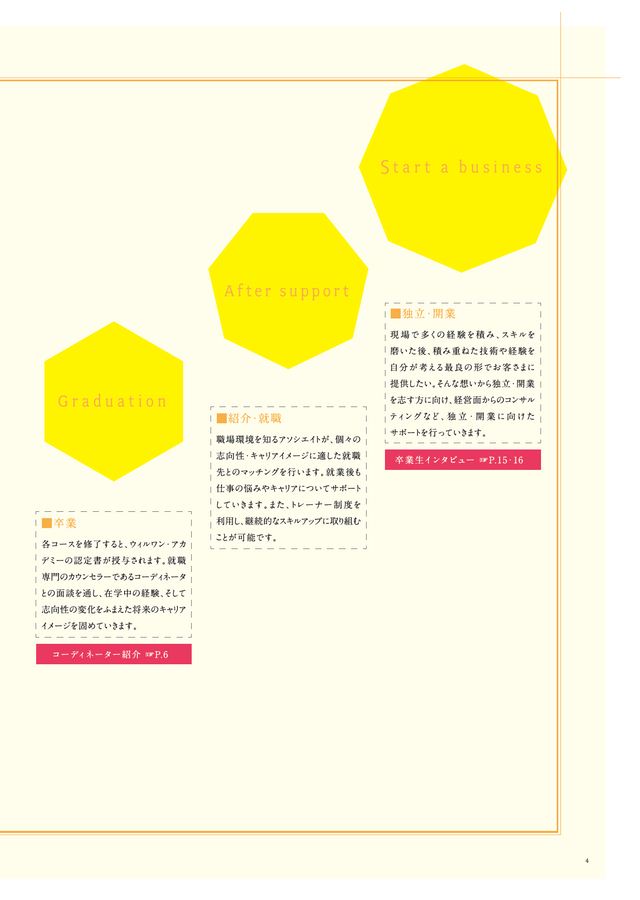 Start a business
After support
Graduation
■独立・開業
現場で多くの経験を積み、スキルを
磨いた後、積み重ねた技術や経験を
自分が考える最良の形でお客さまに
提供したい。そんな想いから独立・開業
を志す方に向け、経営面からのコンサル
ティングなど、独立・開業に向けた
サポートを行っていきます。
卒業生インタビュー ☞P.15・16
■紹介・就職
職場環境を知るアソシエイトが、個々の
志向性・キャリアイメージに適した就職
先とのマッチングを行います。就業後も
仕事の悩みやキャリアについてサポート
していきます。また、トレーナー制度を
利用し、継続的なスキルアップに取り組む
ことが可能です。
■卒業
各コースを修了すると、ウィルワン・アカ
デミーの認定書が授与されます。就職
専門のカウンセラーであるコーディネータ
との面談を通し、在学中の経験、そして
志向性の変化をふまえた将来のキャリア
イメージを固めていきます。
コーディネーター紹介 ☞P.6
4